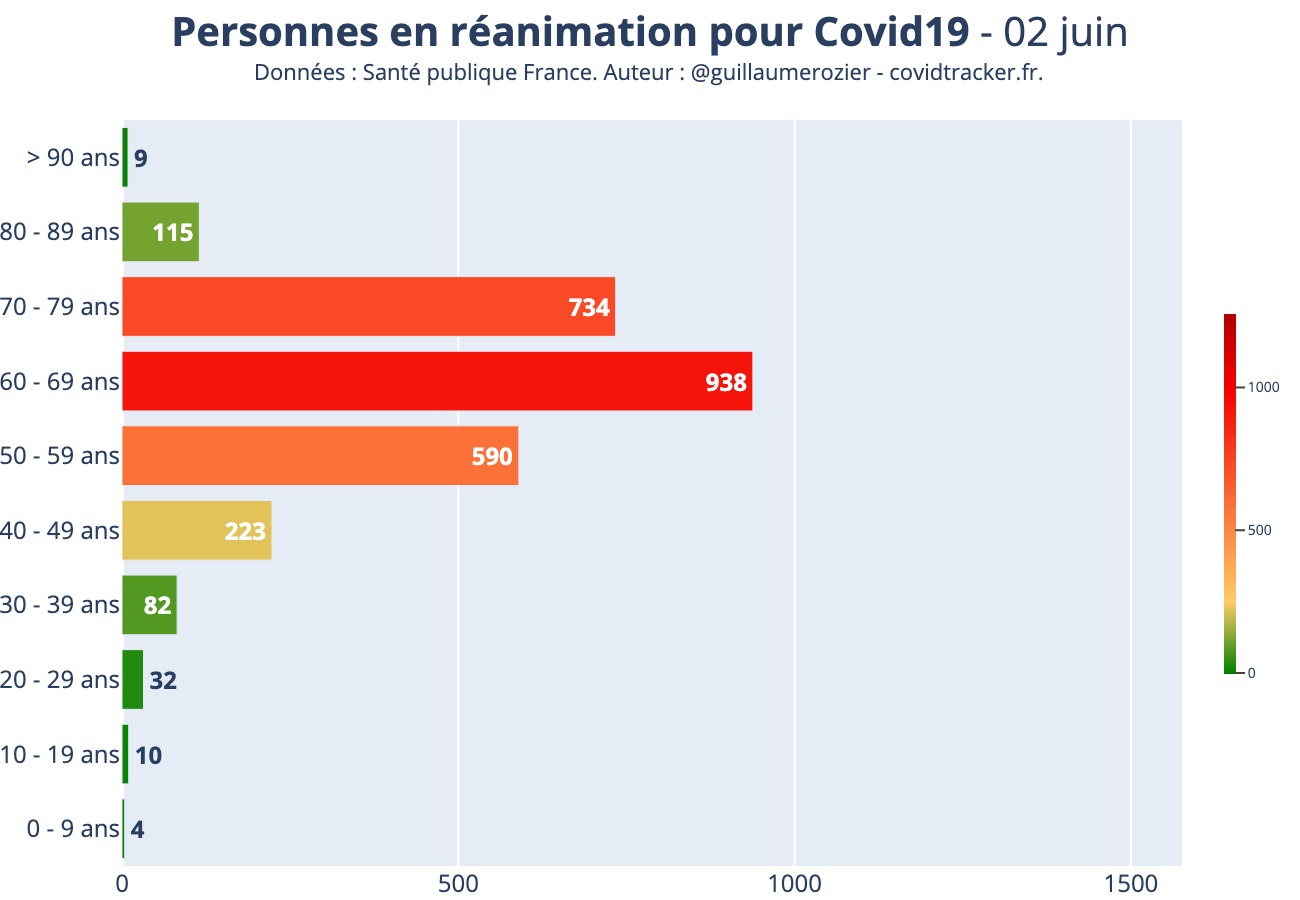 Personnes en réanimation pour Covid19 - 02 juin
Données : Santé publique France. Auteur : @guillaumerozier - covidtracker.fr.
> 90 ans 9
80 - 89 ans 115
70 - 79 ans 734
60 - 69 ans 938
50 - 59 ans 590
40 - 49 ans 223
30 - 39 ans 82
20 - 29 ans 32
10 - 19 ans 10
0 - 9 ans 4
0 500 1000 1500
1000
500
0